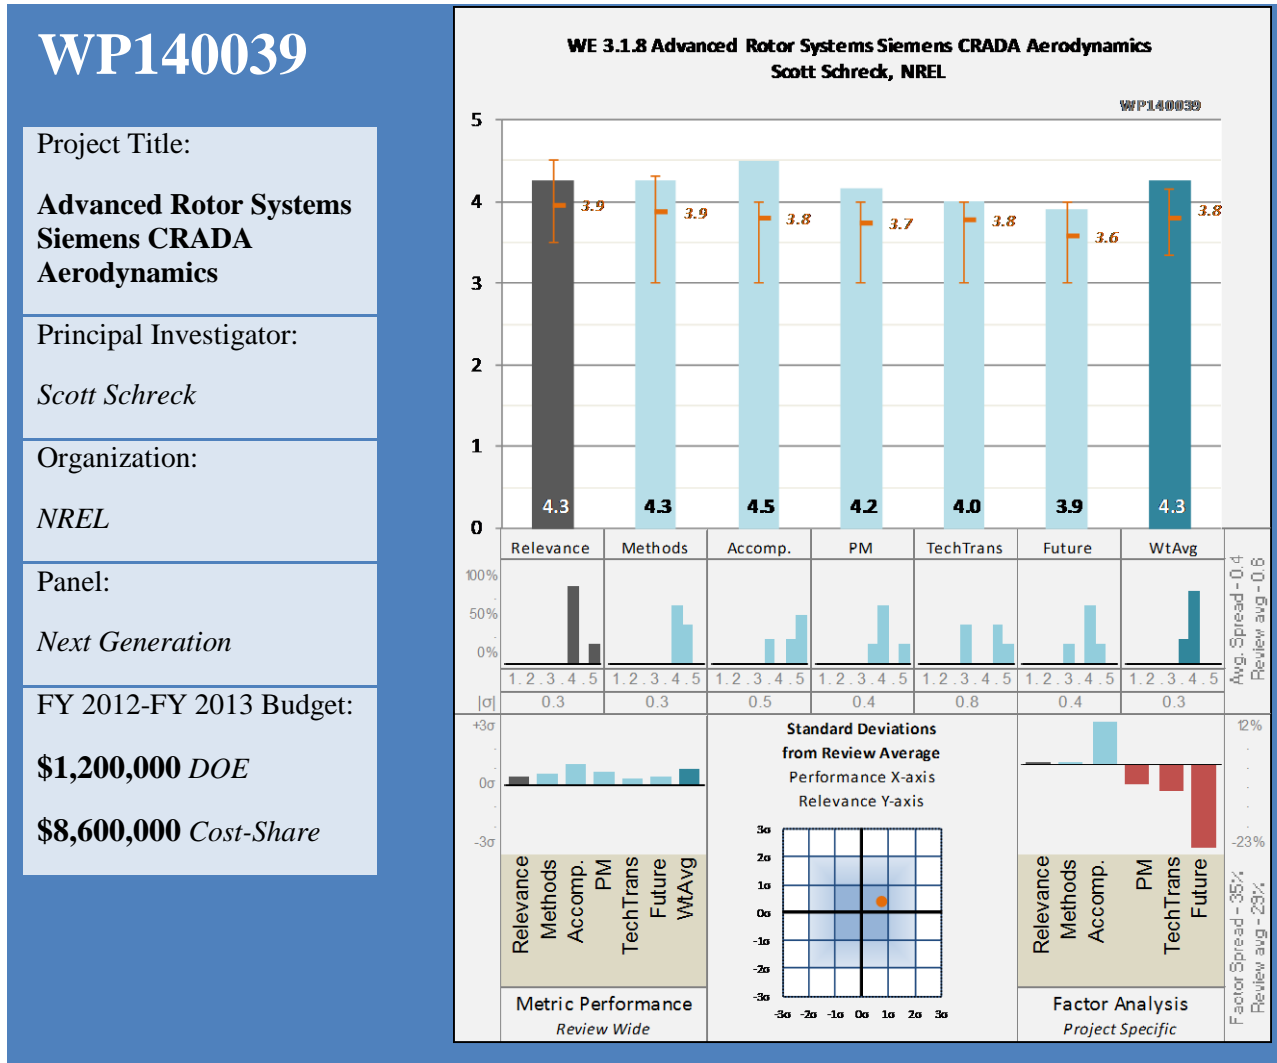 WP140039
Project Title:
Advanced Rotor Systems
Siemens CRADA
Aerodynamics
Principal Investigator:
Scott Schreck
Organization:
NREL
Panel:
Next Generation
FY 2012-FY 2013 Budget:
$1,200,000 DOE
$8,600,000 Cost-Share
WE 3.1.8 Advanced Rotor Systems Siemens CRADA Aerodynamics
Scott Schreck, NREL
WP140039
5
4
3
2
1
0
3.9
3.9
3.8
3.7
3.8
3.6
3.8
4.3
4.3
4.5
4.2
4.0
3.9
4.3
Relevance
Methods
Accomp.
PM
TechTrans
Future
WtAvg
100%
50%
0%
1 . 2 . 3 . 4 . 5
1 . 2 . 3 . 4 . 5
1 . 2 . 3 . 4 . 5
1 . 2 . 3 . 4 . 5
1 . 2 . 3 . 4 . 5
1 . 2 . 3 . 4 . 5
1 . 2 . 3 . 4 . 5
|σ|
0.3
0.3
0.5
0.4
0.8
0.4
0.3
Avg. Spread - 0.4
Review avg - 0.6
+3σ
0σ
-3σ
Relevance
Methods
Accomp.
PM
TechTrans
Future
WtAvg
Metric Performance
Review Wide
Standard Deviations
from Review Average
Performance X-axis
Relevance Y-axis
3σ
2σ
1σ
0σ
-1σ
-2σ
-3σ
-3σ -2σ -1σ 0σ 1σ 2σ 3σ
12%
-23%
Relevance
Methods
Accomp.
PM
TechTrans
Future
Factor Analysis
Project Specific
Factor Spread - 35%
Review avg - 29%